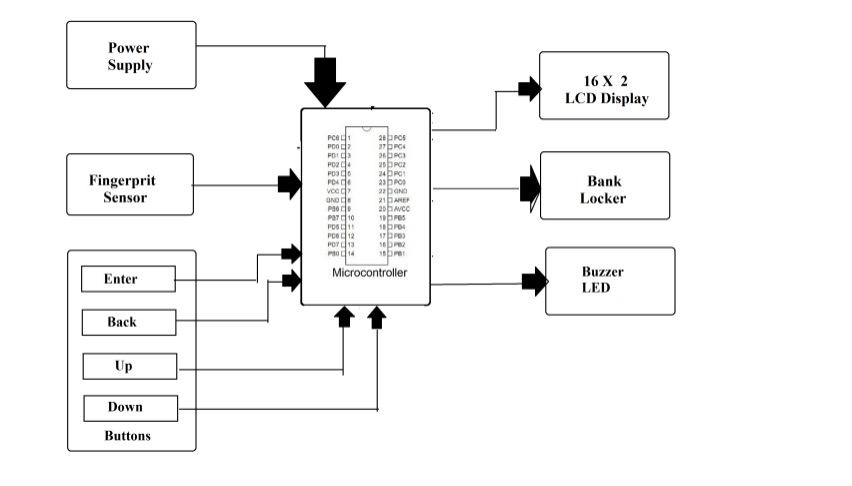 Power
Supply
16 X 2
LCD Display
Fingerprit
Sensor
Bank
Locker
Buzzer
LED
Enter
Back
Up
Down
Buttons
PC6 1 28 PC5
PD0 2 27 PC4
PD1 3 26 PC3
PD2 4 25 PC2
PD3 5 24 PC1
PD4 6 23 PC0
VCC 7 22 GND
GND 8 21 AREF
PB6 9 20 AVCC
PB7 10 19 PB5
PD5 11 18 PB4
PD6 12 17 PB3
PD7 13 16 PB2
PB0 14 15 PB1
Microcontroller